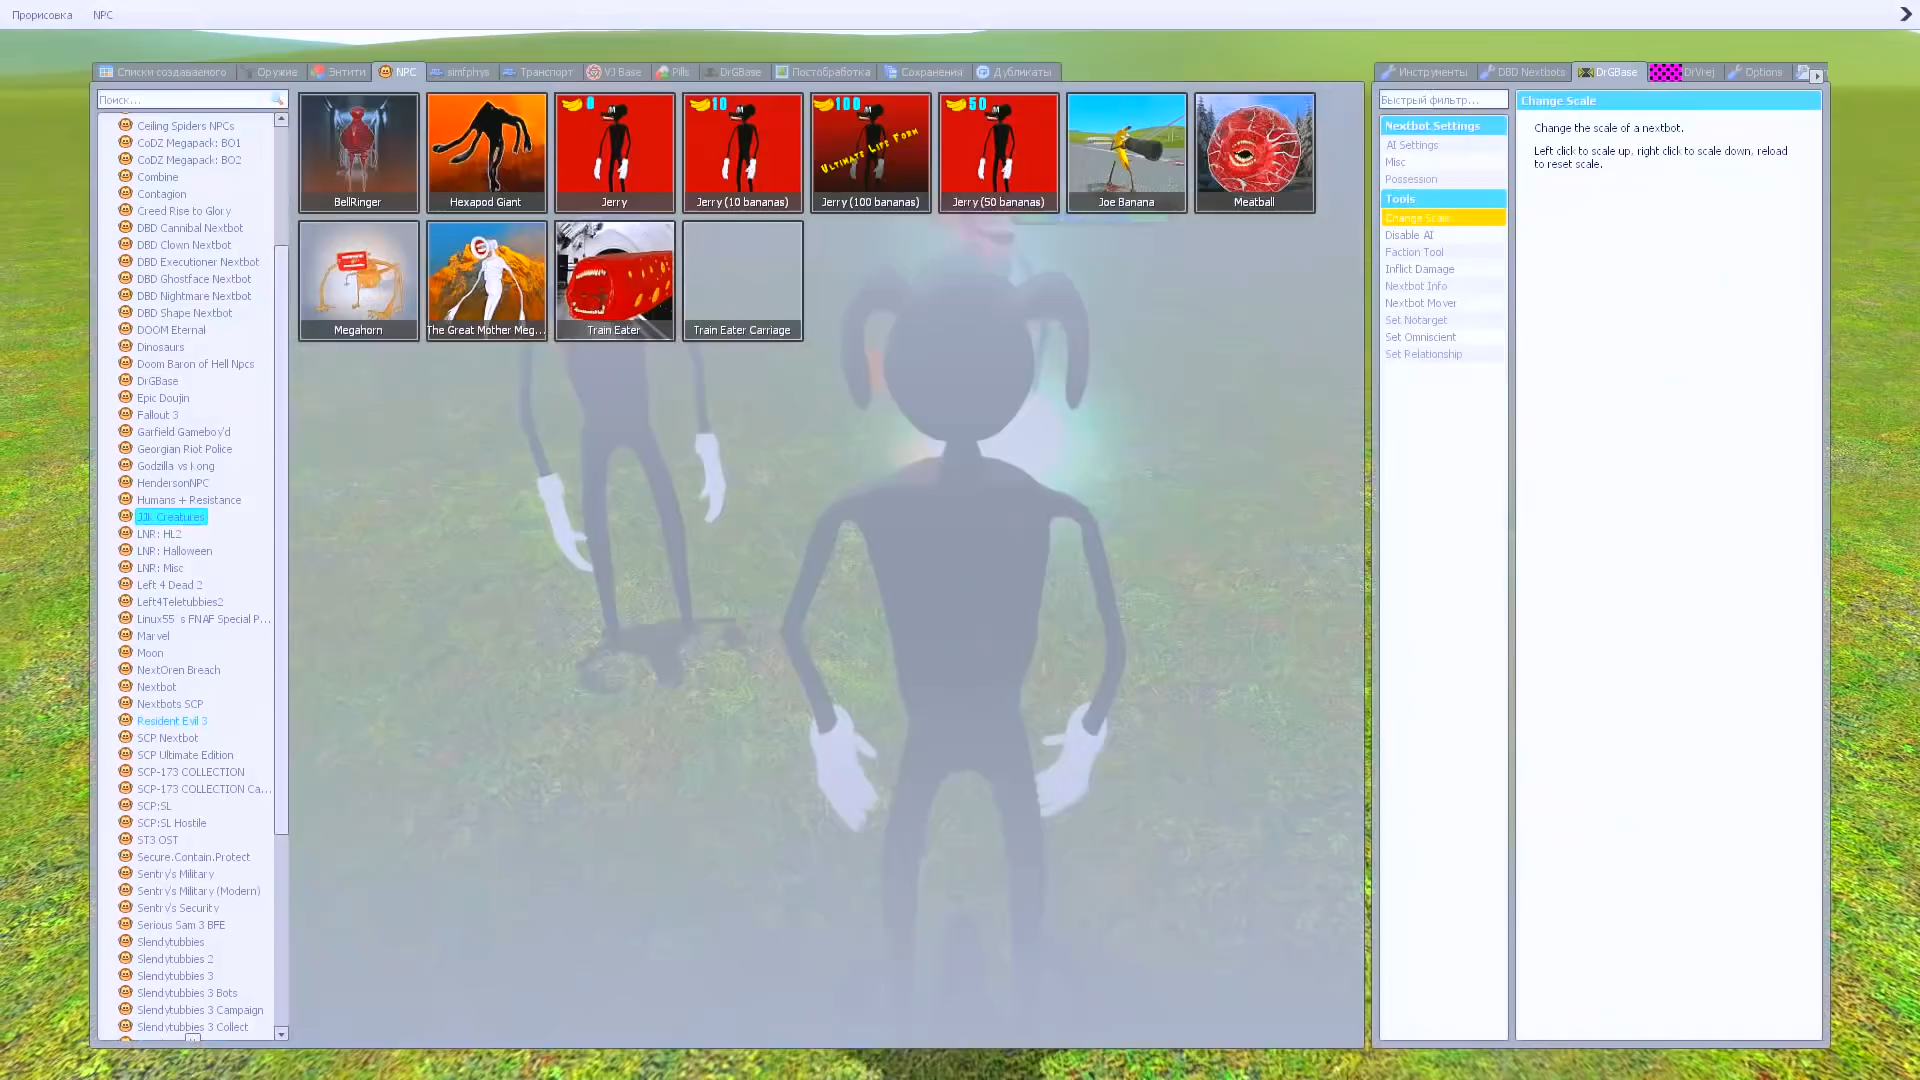 Прорисовка NPC
Списки создаваемого Оружие Энтити NPC simfphys Транспорт VJ Base Pills DrGBase Постобработка Сохранения Дубликаты
Поиск...
Ceiling Spiders NPCs
CoDZ Megapack: BO1
CoDZ Megapack: BO2
Combine
Contagion
Creed Rise to Glory
DBD Cannibal Nextbot
DBD Clown Nextbot
DBD Executioner Nextbot
DBD Ghostface Nextbot
DBD Nightmare Nextbot
DBD Shape Nextbot
DOOM Eternal
Dinosaurs
Doom Baron of Hell Npcs
DrGBase
Epic Doujin
Fallout 3
Garfield Gameboy'd
Georgian Riot Police
Godzilla vs Kong
HendersonNPC
Humans + Resistance
JJK Creatures
LNR: HL2
LNR: Halloween
LNR: Misc
Left 4 Dead 2
Left4Teletubbies2
Linux55 s FNAF Special P...
Marvel
Moon
NextOren Breach
Nextbot
Nextbots SCP
Resident Evil 3
SCP Nextbot
SCP Ultimate Edition
SCP-173 COLLECTION
SCP-173 COLLECTION Ca...
SCP:SL
SCP:SL Hostile
ST3 OST
Secure.Contain.Protect
Sentry's Military
Sentry's Military (Modern)
Sentry's Security
Serious Sam 3 BFE
Slendytubbies
Slendytubbies 2
Slendytubbies 3
Slendytubbies 3 Bots
Slendytubbies 3 Campaign
Slendytubbies 3 Collect
BellRinger
Hexapod Giant
0
Jerry
10
Jerry (10 bananas)
100
ULTIMATE LIFE FORM
Jerry (100 bananas)
50
Jerry (50 bananas)
Joe Banana
Meatball
Megahorn
The Great Mother Meg...
Train Eater
Train Eater Carriage
Инструменты DBD Nextbots DrGBase DrVrej Options
Быстрый фильтр...
Nextbot Settings
AI Settings
Misc
Possession
Tools
Change Scale
Disable AI
Faction Tool
Inflict Damage
Nextbot Info
Nextbot Mover
Set Notarget
Set Omniscient
Set Relationship
Change Scale
Change the scale of a nextbot.
Left click to scale up, right click to scale down, reload
to reset scale.